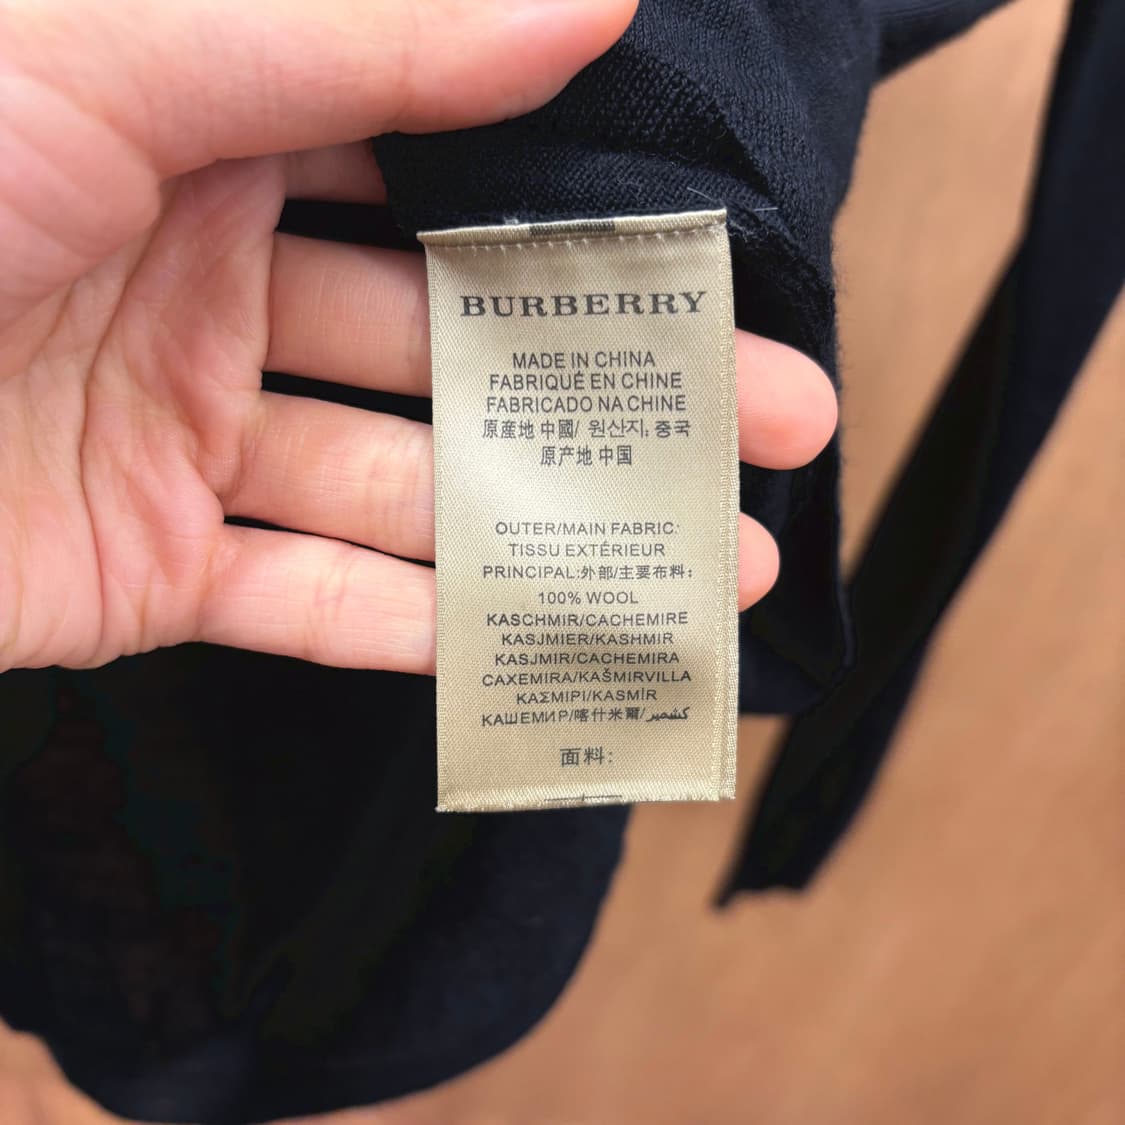 BURBERRY
MADE IN CHINA
FABRIQUÉ EN CHINE
FABRICADO NA CHINE
原産地 中國/ 원산지: 중국
原产地 中国
OUTER/MAIN FABRIC:
TISSU EXTÉRIEUR
PRINCIPAL:外部/主要布料:
100% WOOL
KASCHMIR/CACHEMIRE
KASJMIER/KASHMIR
KASJMIR/CACHEMIRA
CAXEMIRA/KAŠMIRVILLA
ΚΑΣΜΙΡΙ/KASMÍR
КАШЕМИР/喀什米爾/كشمير
面料: